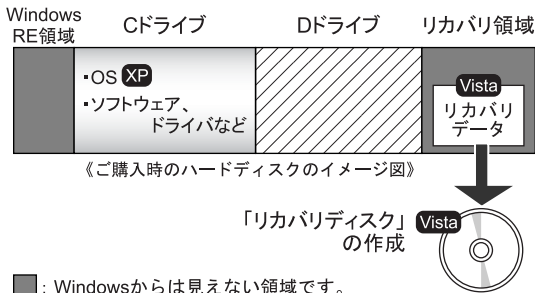 Windows
RE領域
Cドライブ
Dドライブ
リカバリ領域
▪OS XP
▪ソフトウェア、
ドライバなど
Vista
リカバリ
データ
《ご購入時のハードディスクのイメージ図》
「リカバリディスク」
の作成
Vista
: Windowsからは見えない領域です。